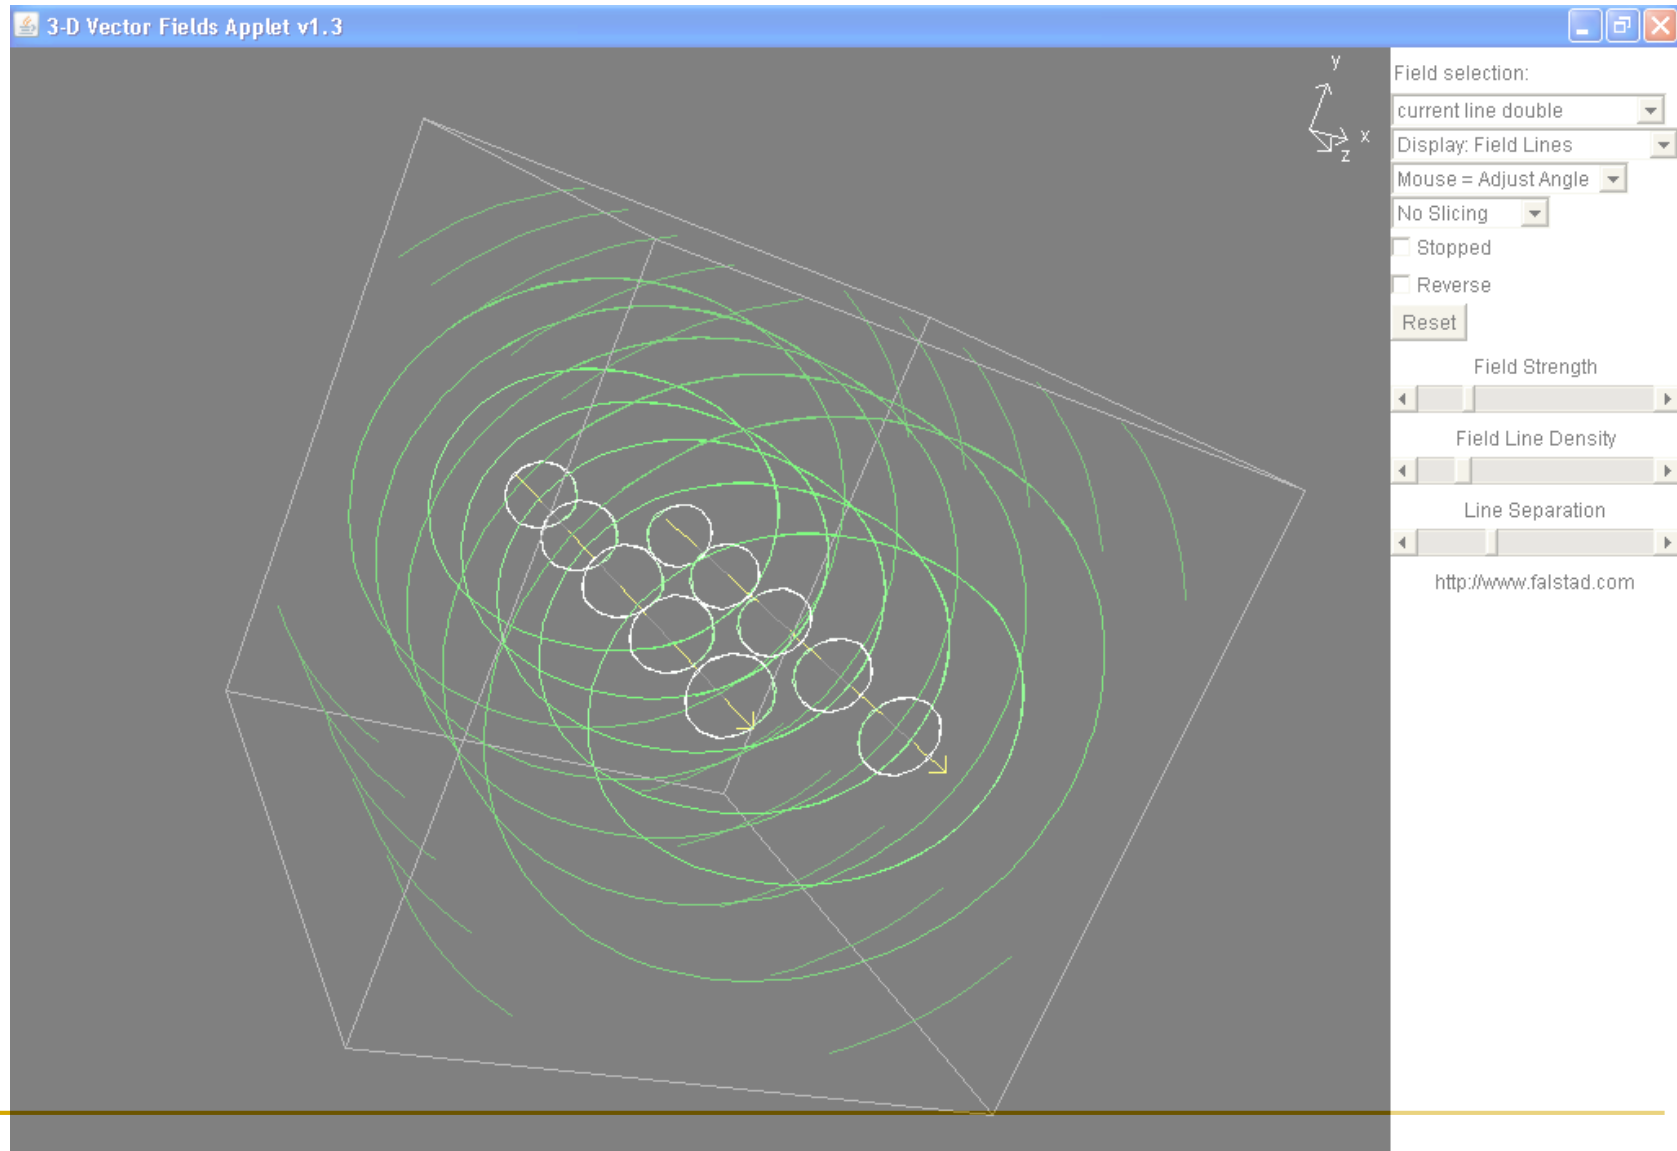 3-D Vector Fields Applet v1.3
y
x
z
Field selection:
current line double
Display: Field Lines
Mouse = Adjust Angle
No Slicing
Stopped
Reverse
Reset
Field Strength
Field Line Density
Line Separation
http://www.falstad.com